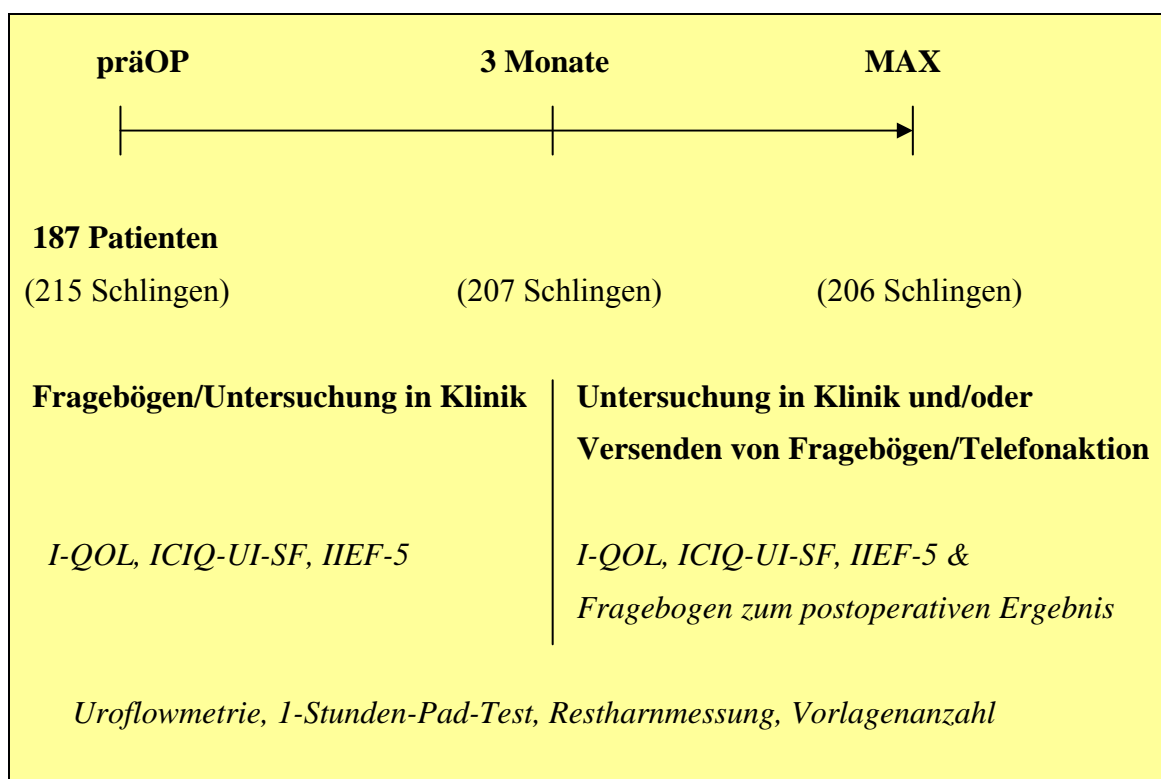 präOP 3 Monate MAX
187 Patienten
(215 Schlingen) (207 Schlingen) (206 Schlingen)
Fragebögen/Untersuchung in Klinik
Untersuchung in Klinik und/oder
Versenden von Fragebögen/Telefonaktion
I-QOL, ICIQ-UI-SF, IIEF-5
I-QOL, ICIQ-UI-SF, IIEF-5 &
Fragebogen zum postoperativen Ergebnis
Uroflowmetrie, 1-Stunden-Pad-Test, Restharnmessung, Vorlagenanzahl